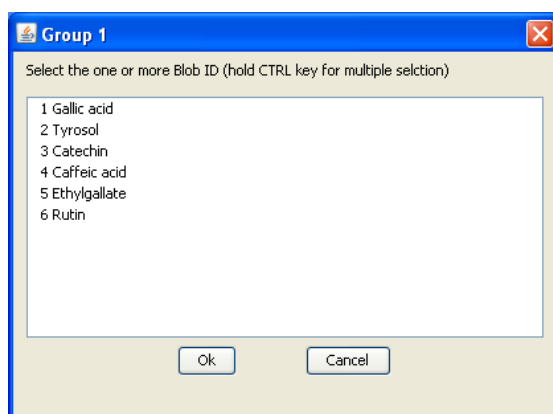 Group 1
Select the one or more Blob ID (hold CTRL key for multiple selction)
1 Gallic acid
2 Tyrosol
3 Catechin
4 Caffeic acid
5 Ethylgallate
6 Rutin
Ok Cancel